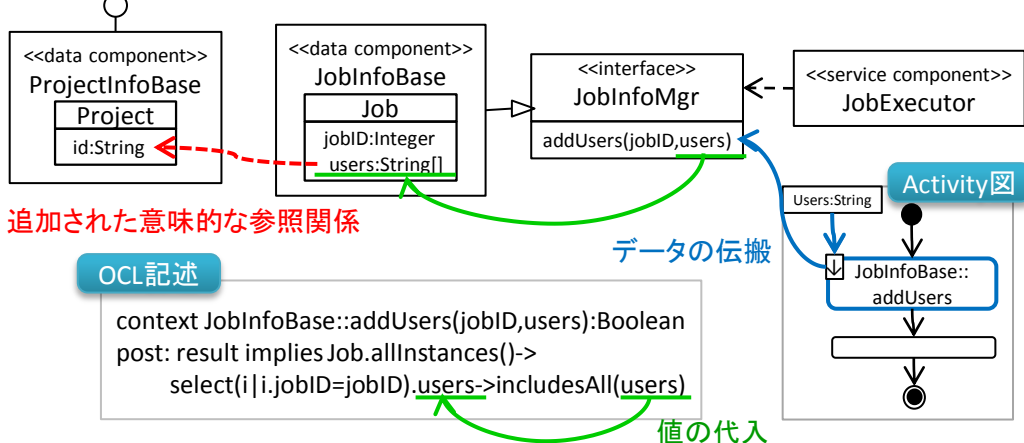 <<data component>>
ProjectInfoBase
Project
id:String
<<data component>>
JobInfoBase
Job
jobID:Integer
users:String[]
<<interface>>
JobInfoMgr
addUsers(jobID,users)
<<service component>>
JobExecutor
追加された意味的な参照関係
データの伝搬
Activity図
Users:String
↓
JobInfoBase::
addUsers
OCL記述
context JobInfoBase::addUsers(jobID,users):Boolean
post: result implies Job.allInstances()->
select(i|i.jobID=jobID).users->includesAll(users)
値の代入